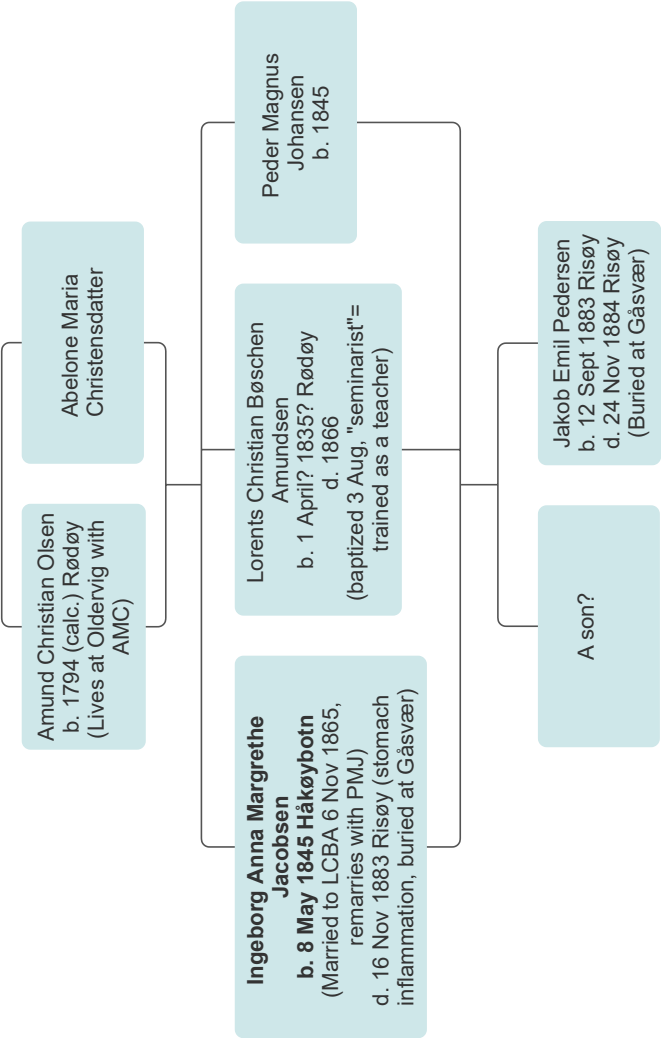 Amund Christian Olsen
b. 1794 (calc.) Rødøy
(Lives at Oldervig with
AMC)
Abelone Maria
Christensdatter
Ingeborg Anna Margrethe
Jacobsen
b. 8 May 1845 Håkøybotn
(Married to LCBA 6 Nov 1865,
remarries with PMJ)
d. 16 Nov 1883 Risøy (stomach
inflammation, buried at Gåsvær)
Lorents Christian Bøschen
Amundsen
b. 1 April? 1835? Rødøy
d. 1866
(baptized 3 Aug, "seminarist"=
trained as a teacher)
Peder Magnus
Johansen
b. 1845
A son?
Jakob Emil Pedersen
b. 12 Sept 1883 Risøy
d. 24 Nov 1884 Risøy
(Buried at Gåsvær)